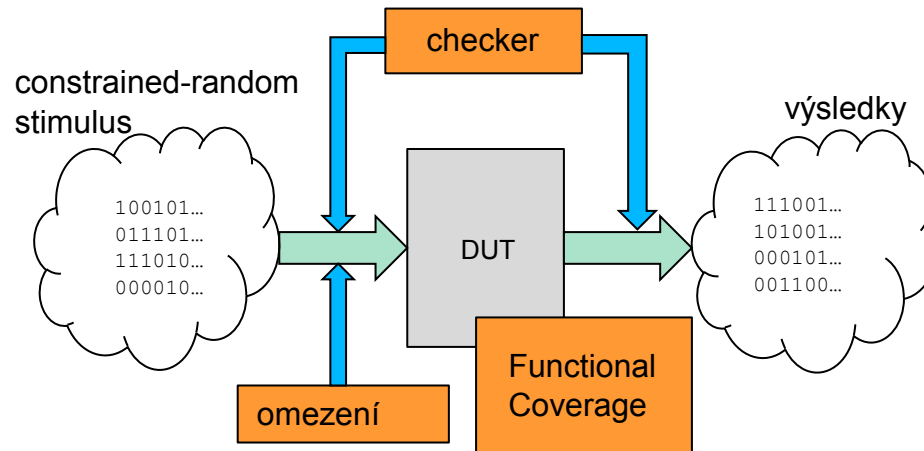 checker
constrained-random
stimulus
výsledky
100101…
011101…
111010…
000010…
DUT
111001…
101001…
000101…
001100…
Functional
Coverage
omezení